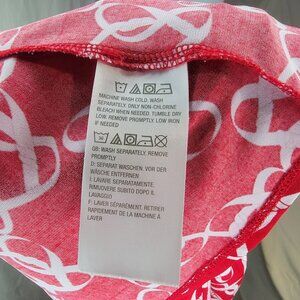 MACHINE WASH COLD. WASH
SEPARATELY. ONLY NON-CHLORINE
BLEACH WHEN NEEDED. TUMBLE DRY
LOW. REMOVE PROMPTLY. LOW IRON
IF NEEDED
GB: WASH SEPARATELY, REMOVE
PROMPTLY
D: SEPARAT WASCHEN. VOR DER
WÄSCHE ENTFERNEN
I: LAVARE SEPARATAMENTE.
RIMUOVERE SUBITO DOPO IL
LAVAGGIO
F: LAVER SÉPARÉMENT. RETIRER
RAPIDEMENT DE LA MACHINE À
LAVER